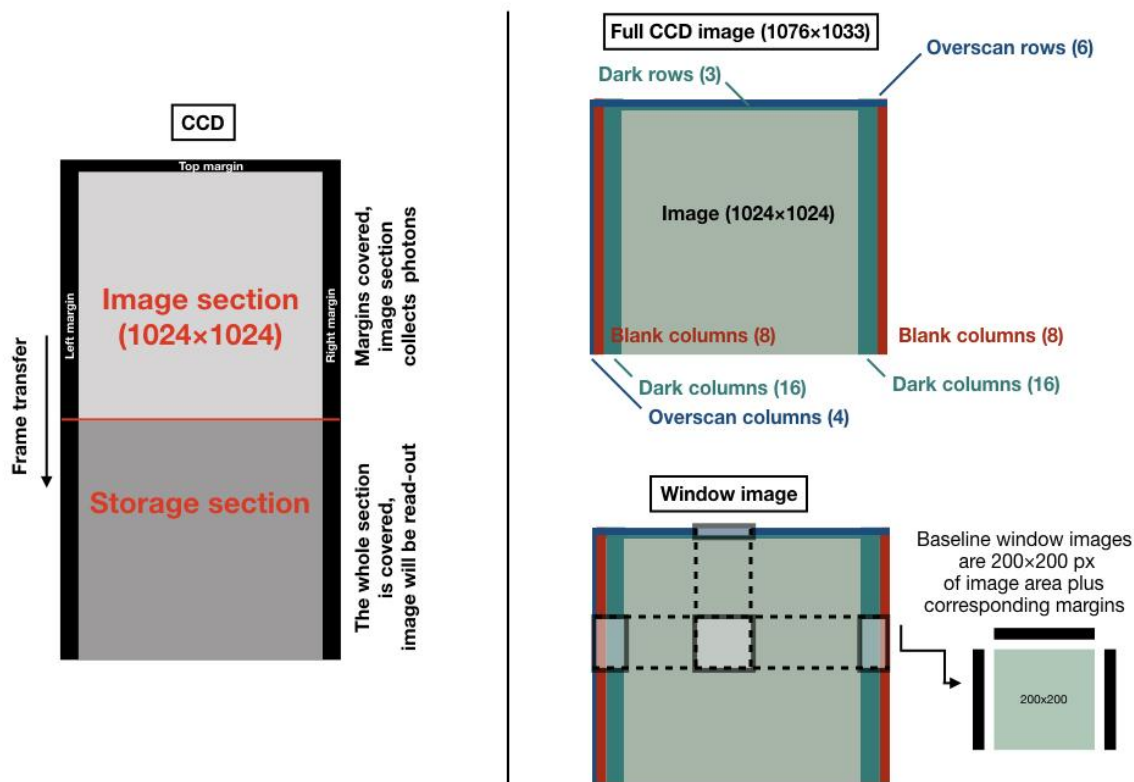 CCD
Top margin
Left margin
Right margin
Image section
(1024×1024)
Margins covered,
image section
collects photons
Frame transfer
Storage section
The whole section
is covered,
image will be read-out
Full CCD image (1076×1033)
Overscan rows (6)
Dark rows (3)
Image (1024×1024)
Blank columns (8)
Blank columns (8)
Dark columns (16)
Dark columns (16)
Overscan columns (4)
Window image
Baseline window images
are 200×200 px
of image area plus
corresponding margins
200x200